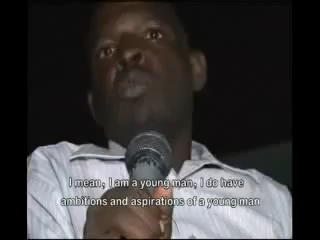 I mean, I am a young man, I do have
ambitions and aspirations of a young man